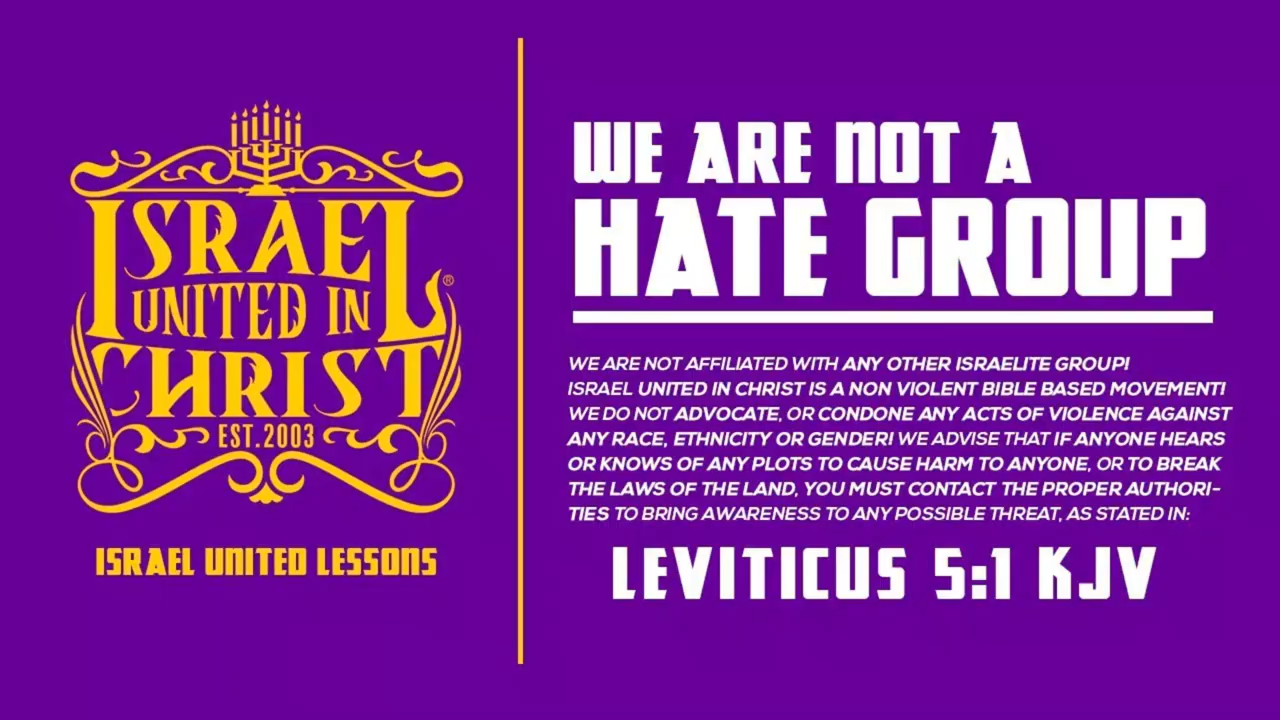 ISRAEL
UNITED IN
CHRIST
EST.2003
ISRAEL UNITED LESSONS
WE ARE NOT A
HATE GROUP
WE ARE NOT AFFILIATED WITH ANY OTHER ISRAELITE GROUP!
ISRAEL UNITED IN CHRIST IS A NON VIOLENT BIBLE BASED MOVEMENT!
WE DO NOT ADVOCATE, OR CONDONE ANY ACTS OF VIOLENCE AGAINST
ANY RACE, ETHNICITY OR GENDER! WE ADVISE THAT IF ANYONE HEARS
OR KNOWS OF ANY PLOTS TO CAUSE HARM TO ANYONE, OR TO BREAK
THE LAWS OF THE LAND, YOU MUST CONTACT THE PROPER AUTHORI-
TIES TO BRING AWARENESS TO ANY POSSIBLE THREAT, AS STATED IN:
LEVITICUS 5:1 KJV